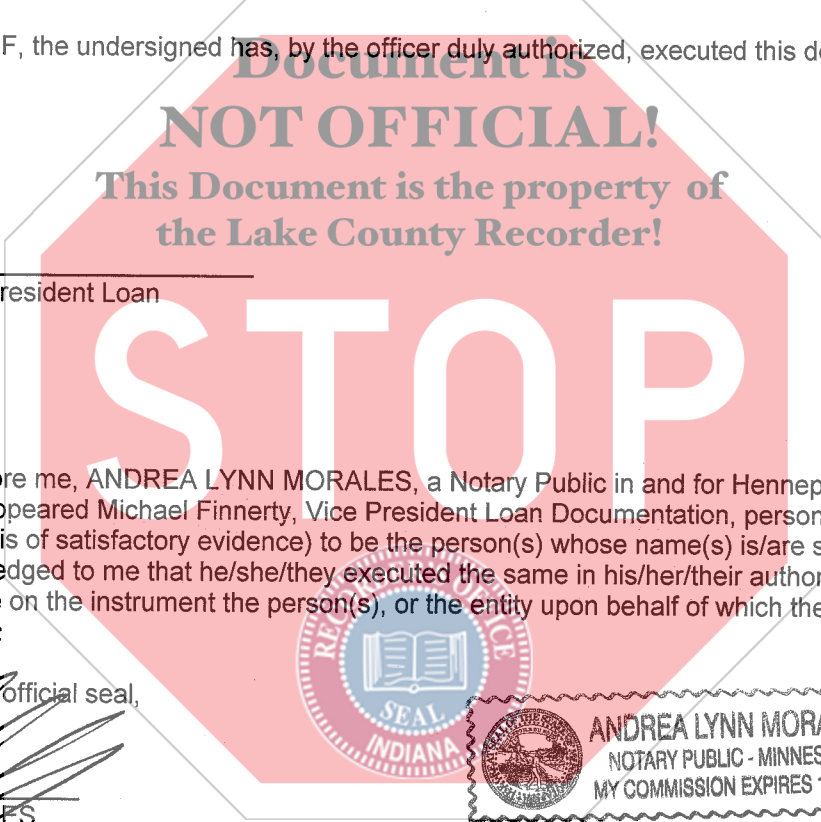 F, the undersigned has, by the officer duly authorized, executed this de
Document is
NOT OFFICIAL!
This Document is the property of
the Lake County Recorder!
resident Loan
STOP
re me, ANDREA LYNN MORALES, a Notary Public in and for Hennep
ppeared Michael Finnerty, Vice President Loan Documentation, person
is of satisfactory evidence) to be the person(s) whose name(s) is/are s
edged to me that he/she/they executed the same in his/her/their author
on the instrument the person(s), or the entity upon behalf of which the
:
official seal,
OFFICE
SEAL
INDIANA
ANDREA LYNN MORA
NOTARY PUBLIC - MINNES
MY COMMISSION EXPIRES
ES